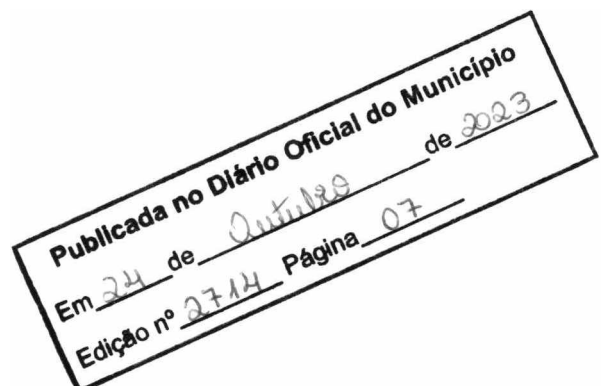 Publicada no Diário Oficial do Município
Em 24 de Outubro de 2023
Edição nº 2714 Página 07